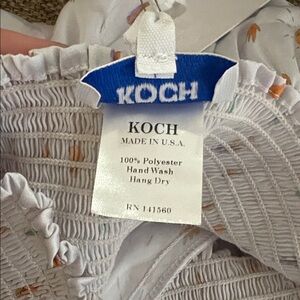 KOCH
KOCH
MADE IN U.S.A.
100% Polyester
Hand Wash
Hang Dry
RN 141560